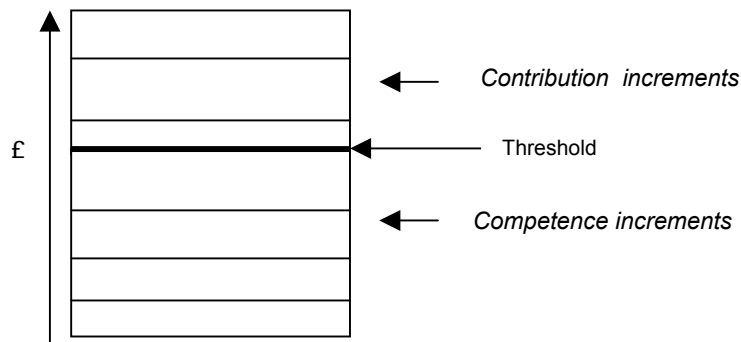 Contribution increments
£
Threshold
Competence increments